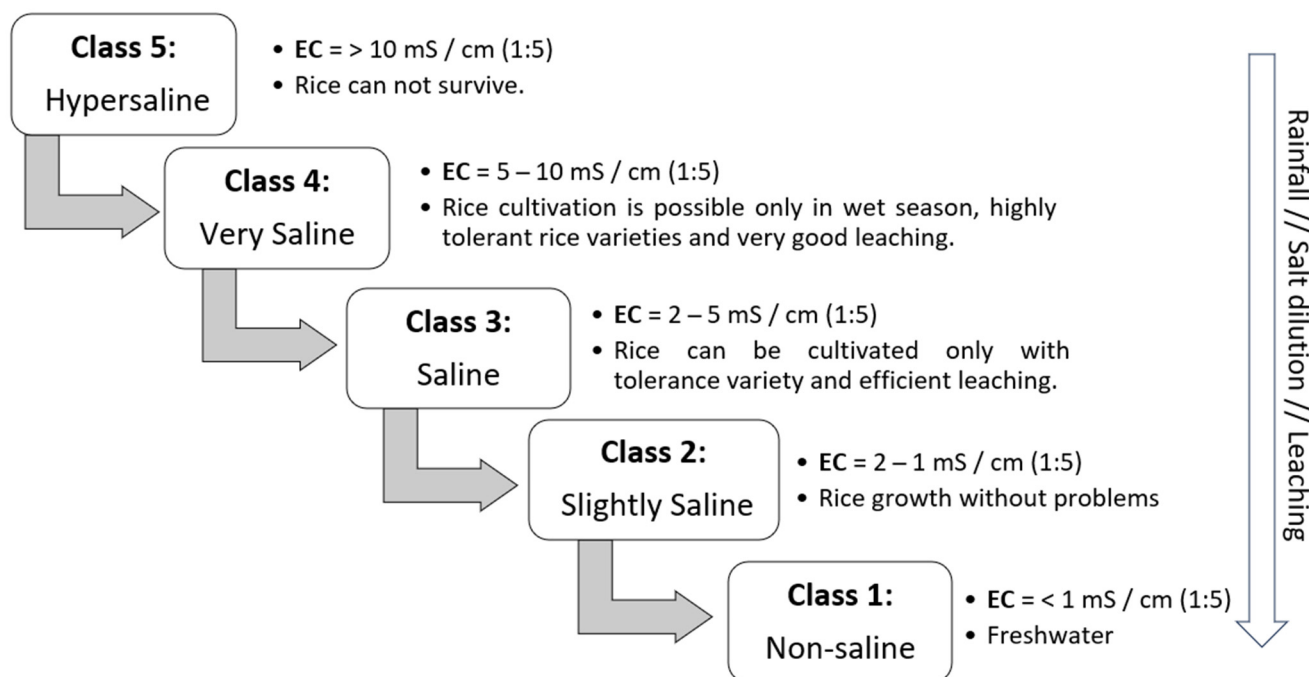 Class 5:
Hypersaline
• EC = > 10 mS / cm (1:5)
• Rice can not survive.
Class 4:
Very Saline
• EC = 5 – 10 mS / cm (1:5)
• Rice cultivation is possible only in wet season, highly
tolerant rice varieties and very good leaching.
Class 3:
Saline
• EC = 2 – 5 mS / cm (1:5)
• Rice can be cultivated only with
tolerance variety and efficient leaching.
Class 2:
Slightly Saline
• EC = 2 – 1 mS / cm (1:5)
• Rice growth without problems
Class 1:
Non-saline
• EC = < 1 mS / cm (1:5)
• Freshwater
Rainfall // Salt dilution // Leaching